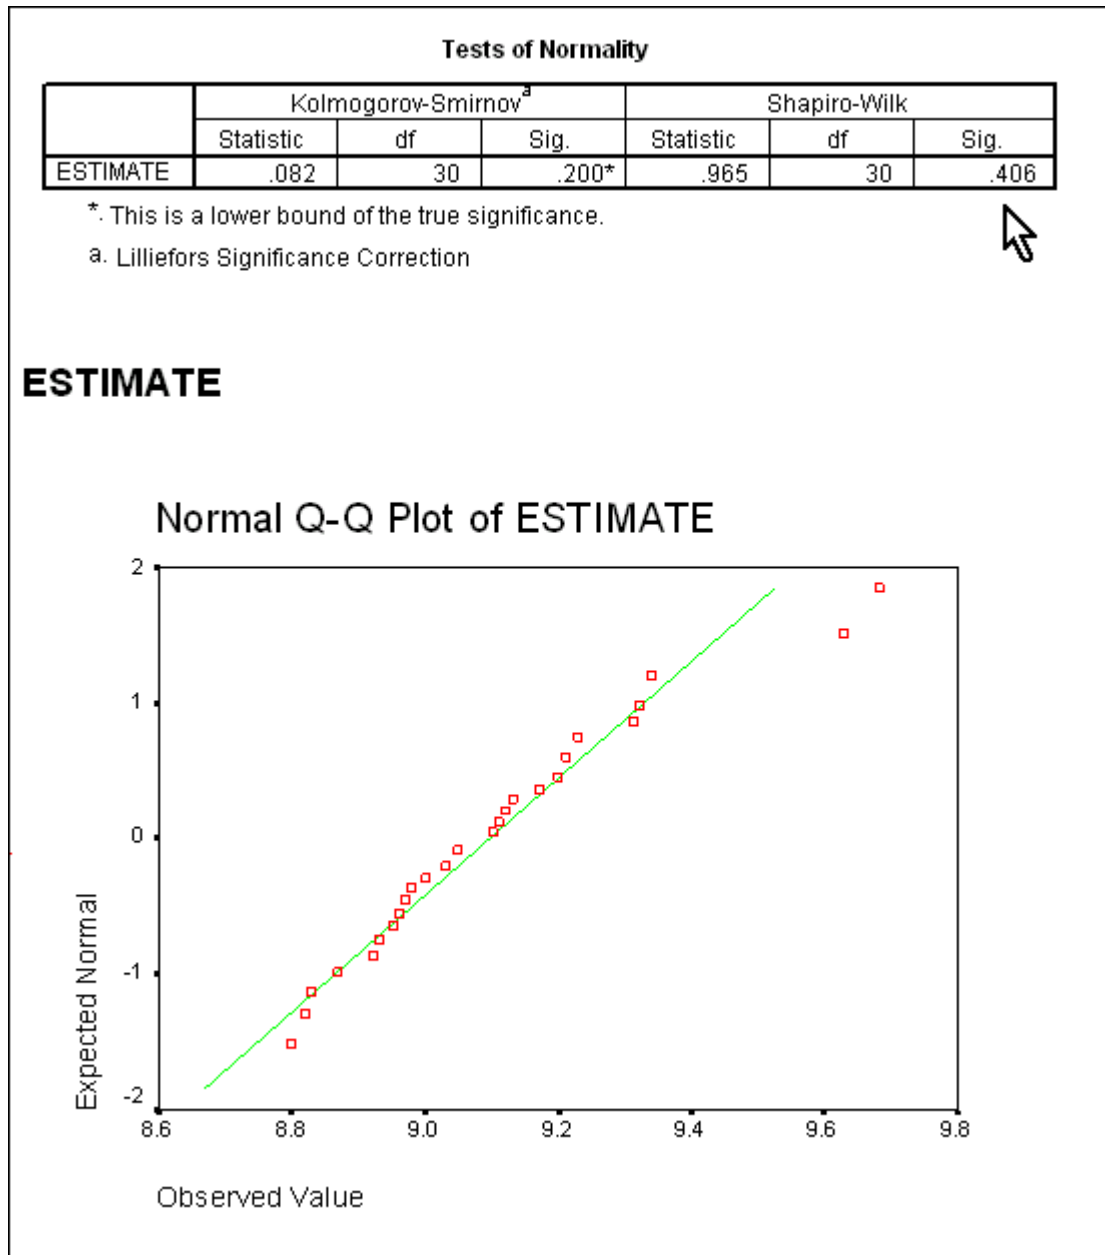 Tests of Normality
Kolmogorov-Smirnov a Shapiro-Wilk
Statistic df Sig. Statistic df Sig.
ESTIMATE .082 30 .200* .965 30 .406
*. This is a lower bound of the true significance.
a. Lilliefors Significance Correction
ESTIMATE
Normal Q-Q Plot of ESTIMATE
2
1
0
-1
-2
Expected Normal
8.6 8.8 9.0 9.2 9.4 9.6 9.8
Observed Value